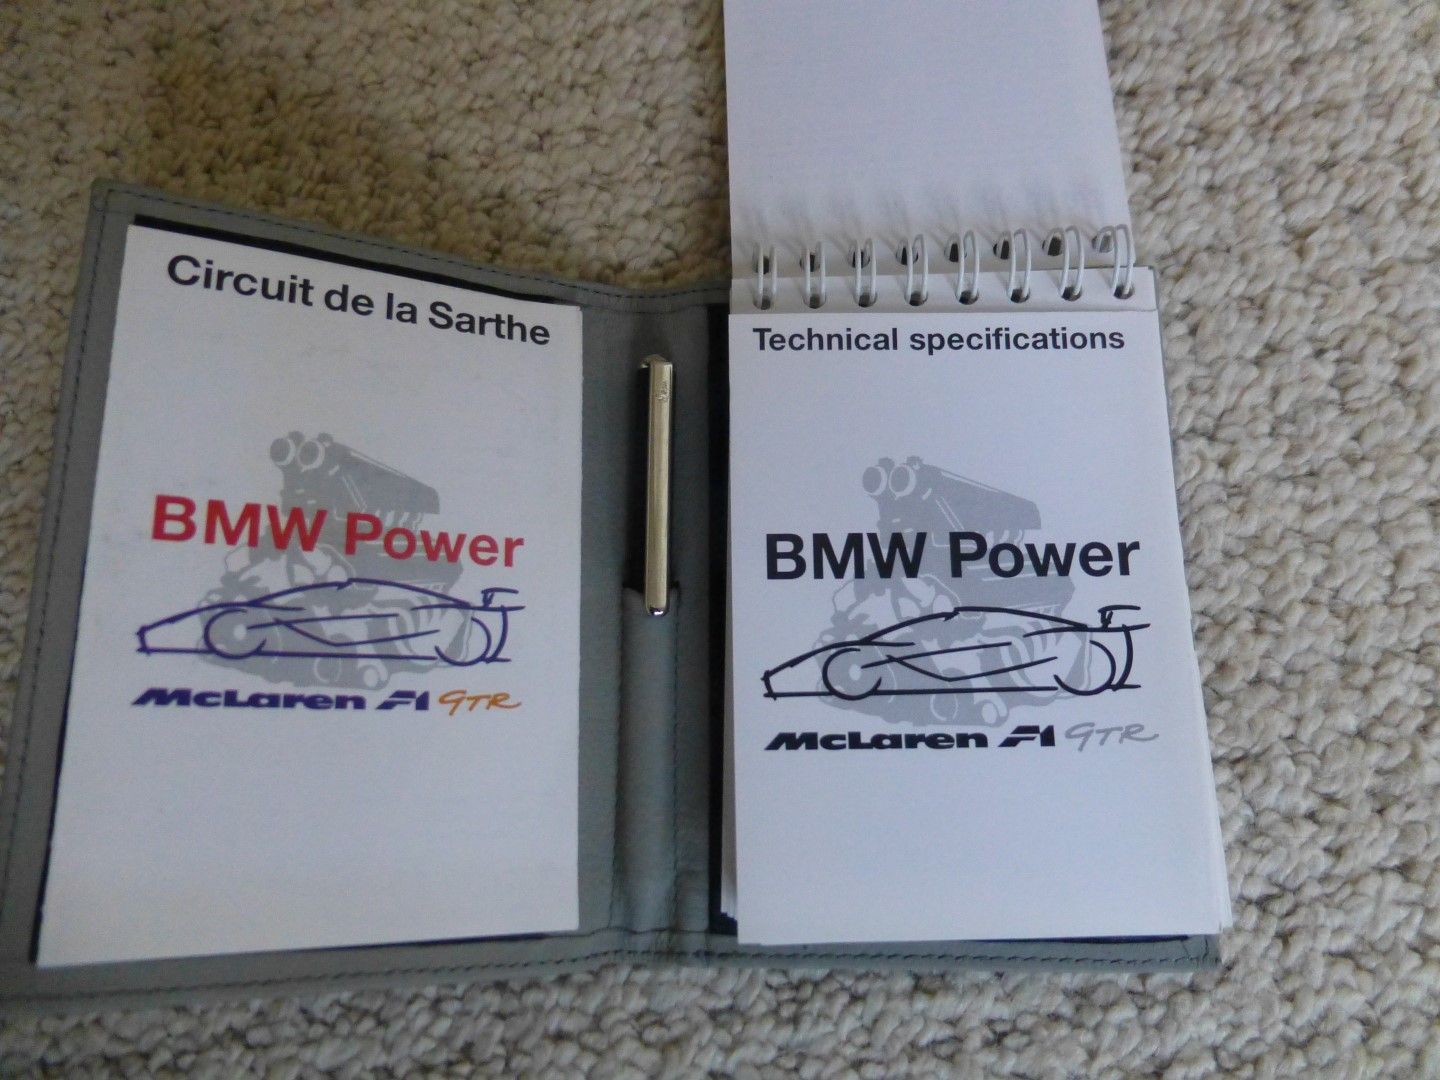 Circuit de la Sarthe
BMW Power
McLaren F1 GTR
Technical specifications
BMW Power
McLaren F1 GTR